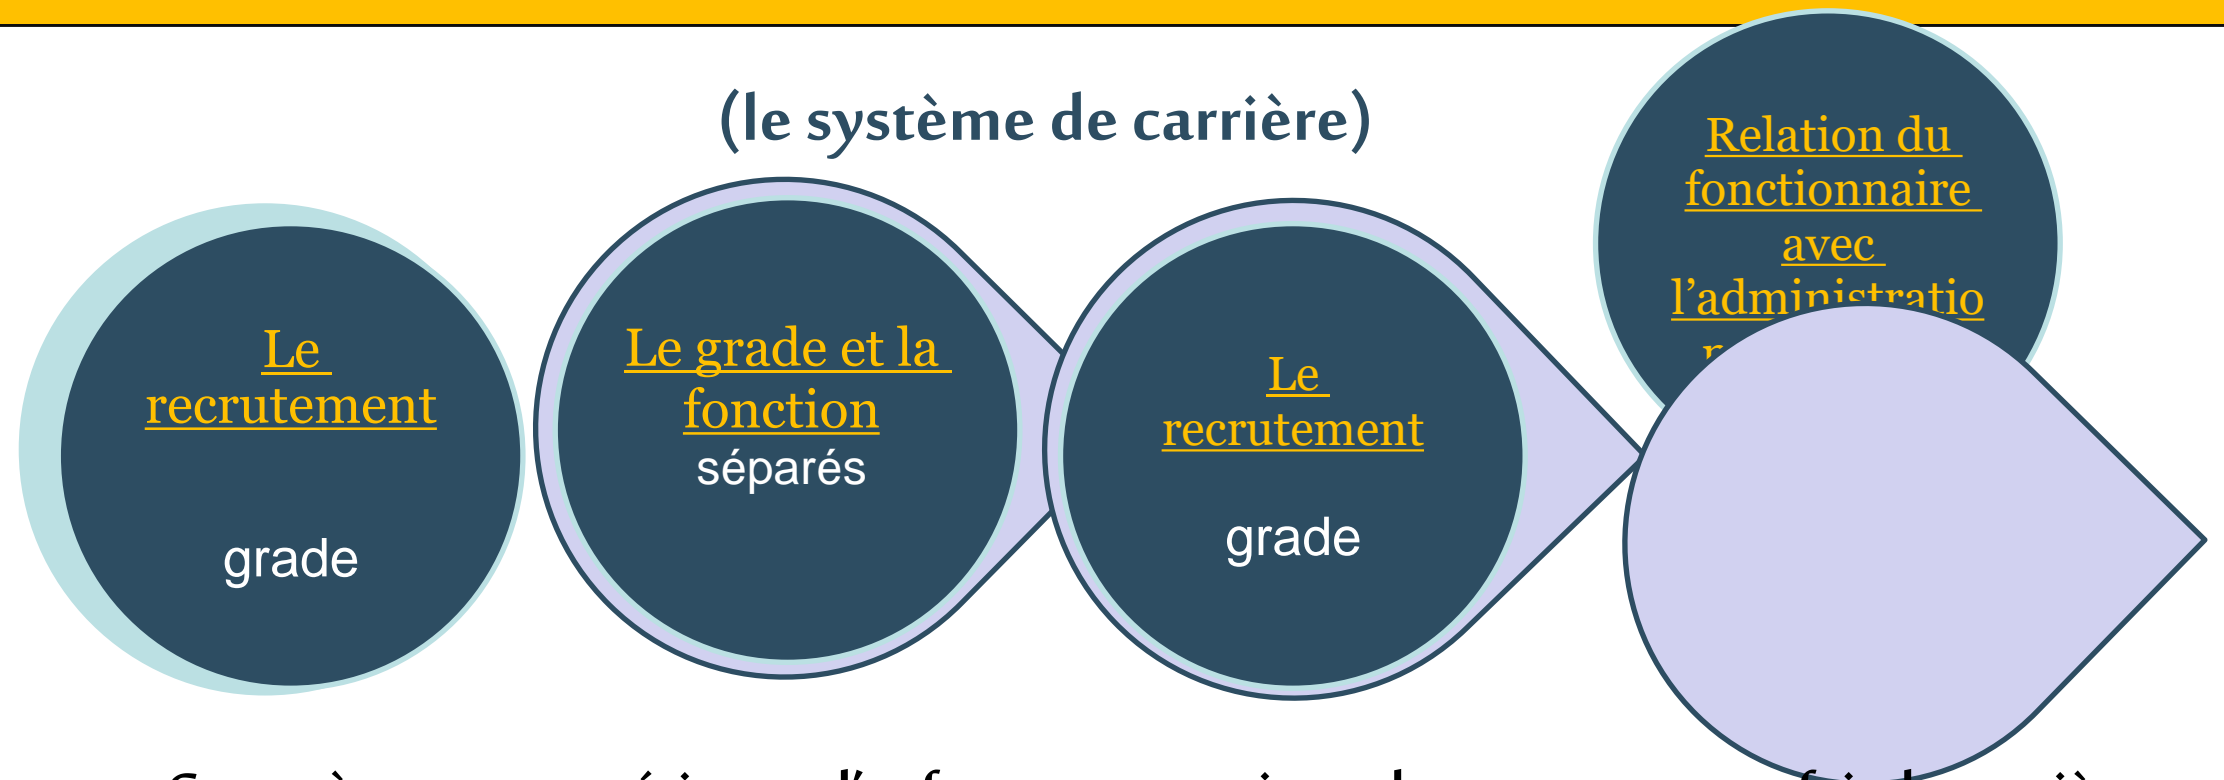 (le système de carrière)
Le
recrutement
grade
Le grade et la
fonction
séparés
Le
recrutement
grade
Relation du
fonctionnaire
avec
l’administratio